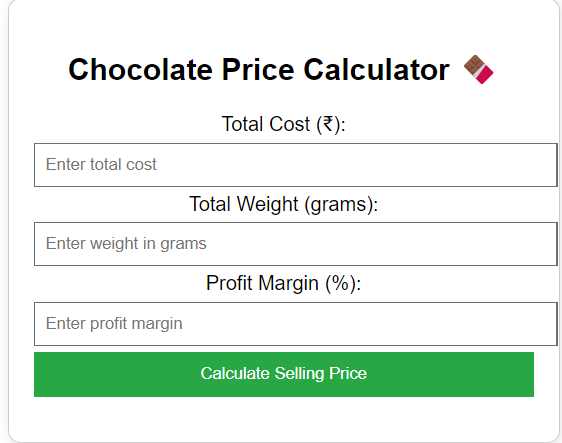 Chocolate Price Calculator 🍫
Total Cost (₹):
Enter total cost
Total Weight (grams):
Enter weight in grams
Profit Margin (%):
Enter profit margin
Calculate Selling Price